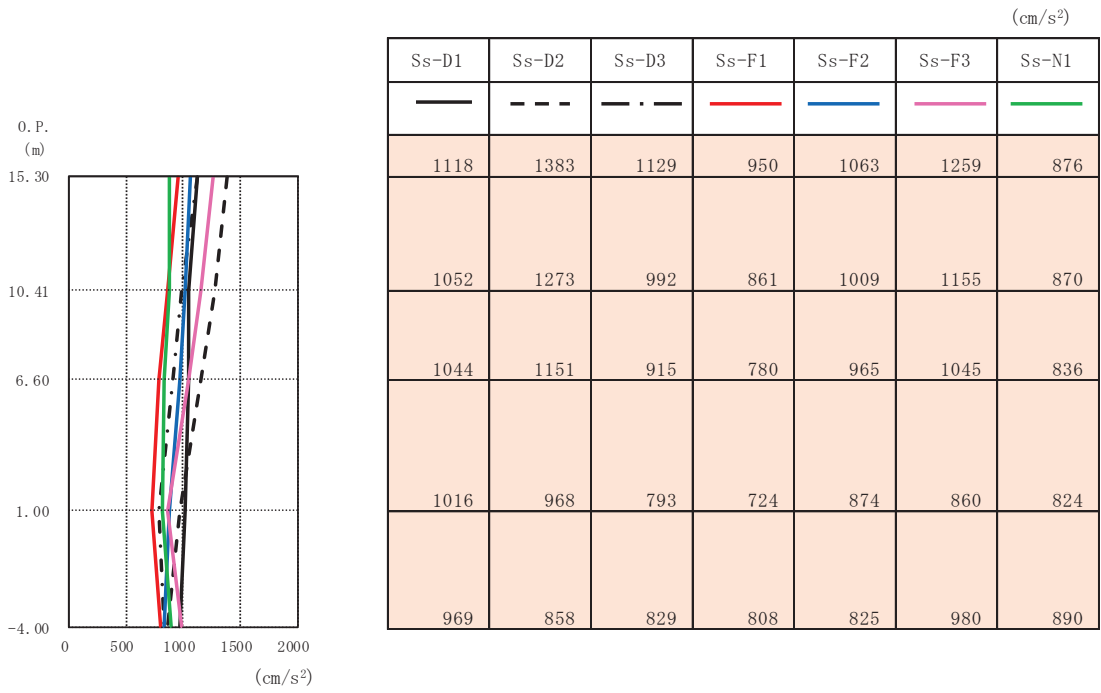 (cm/s²)
Ss-D1 Ss-D2 Ss-D3 Ss-F1 Ss-F2 Ss-F3 Ss-N1
O.P.
(m)
1118 1383 1129 950 1063 1259 876
15.30
1052 1273 992 861 1009 1155 870
10.41
1044 1151 915 780 965 1045 836
6.60
1016 968 793 724 874 860 824
1.00
969 858 829 808 825 980 890
-4.00
0 500 1000 1500 2000
(cm/s²)